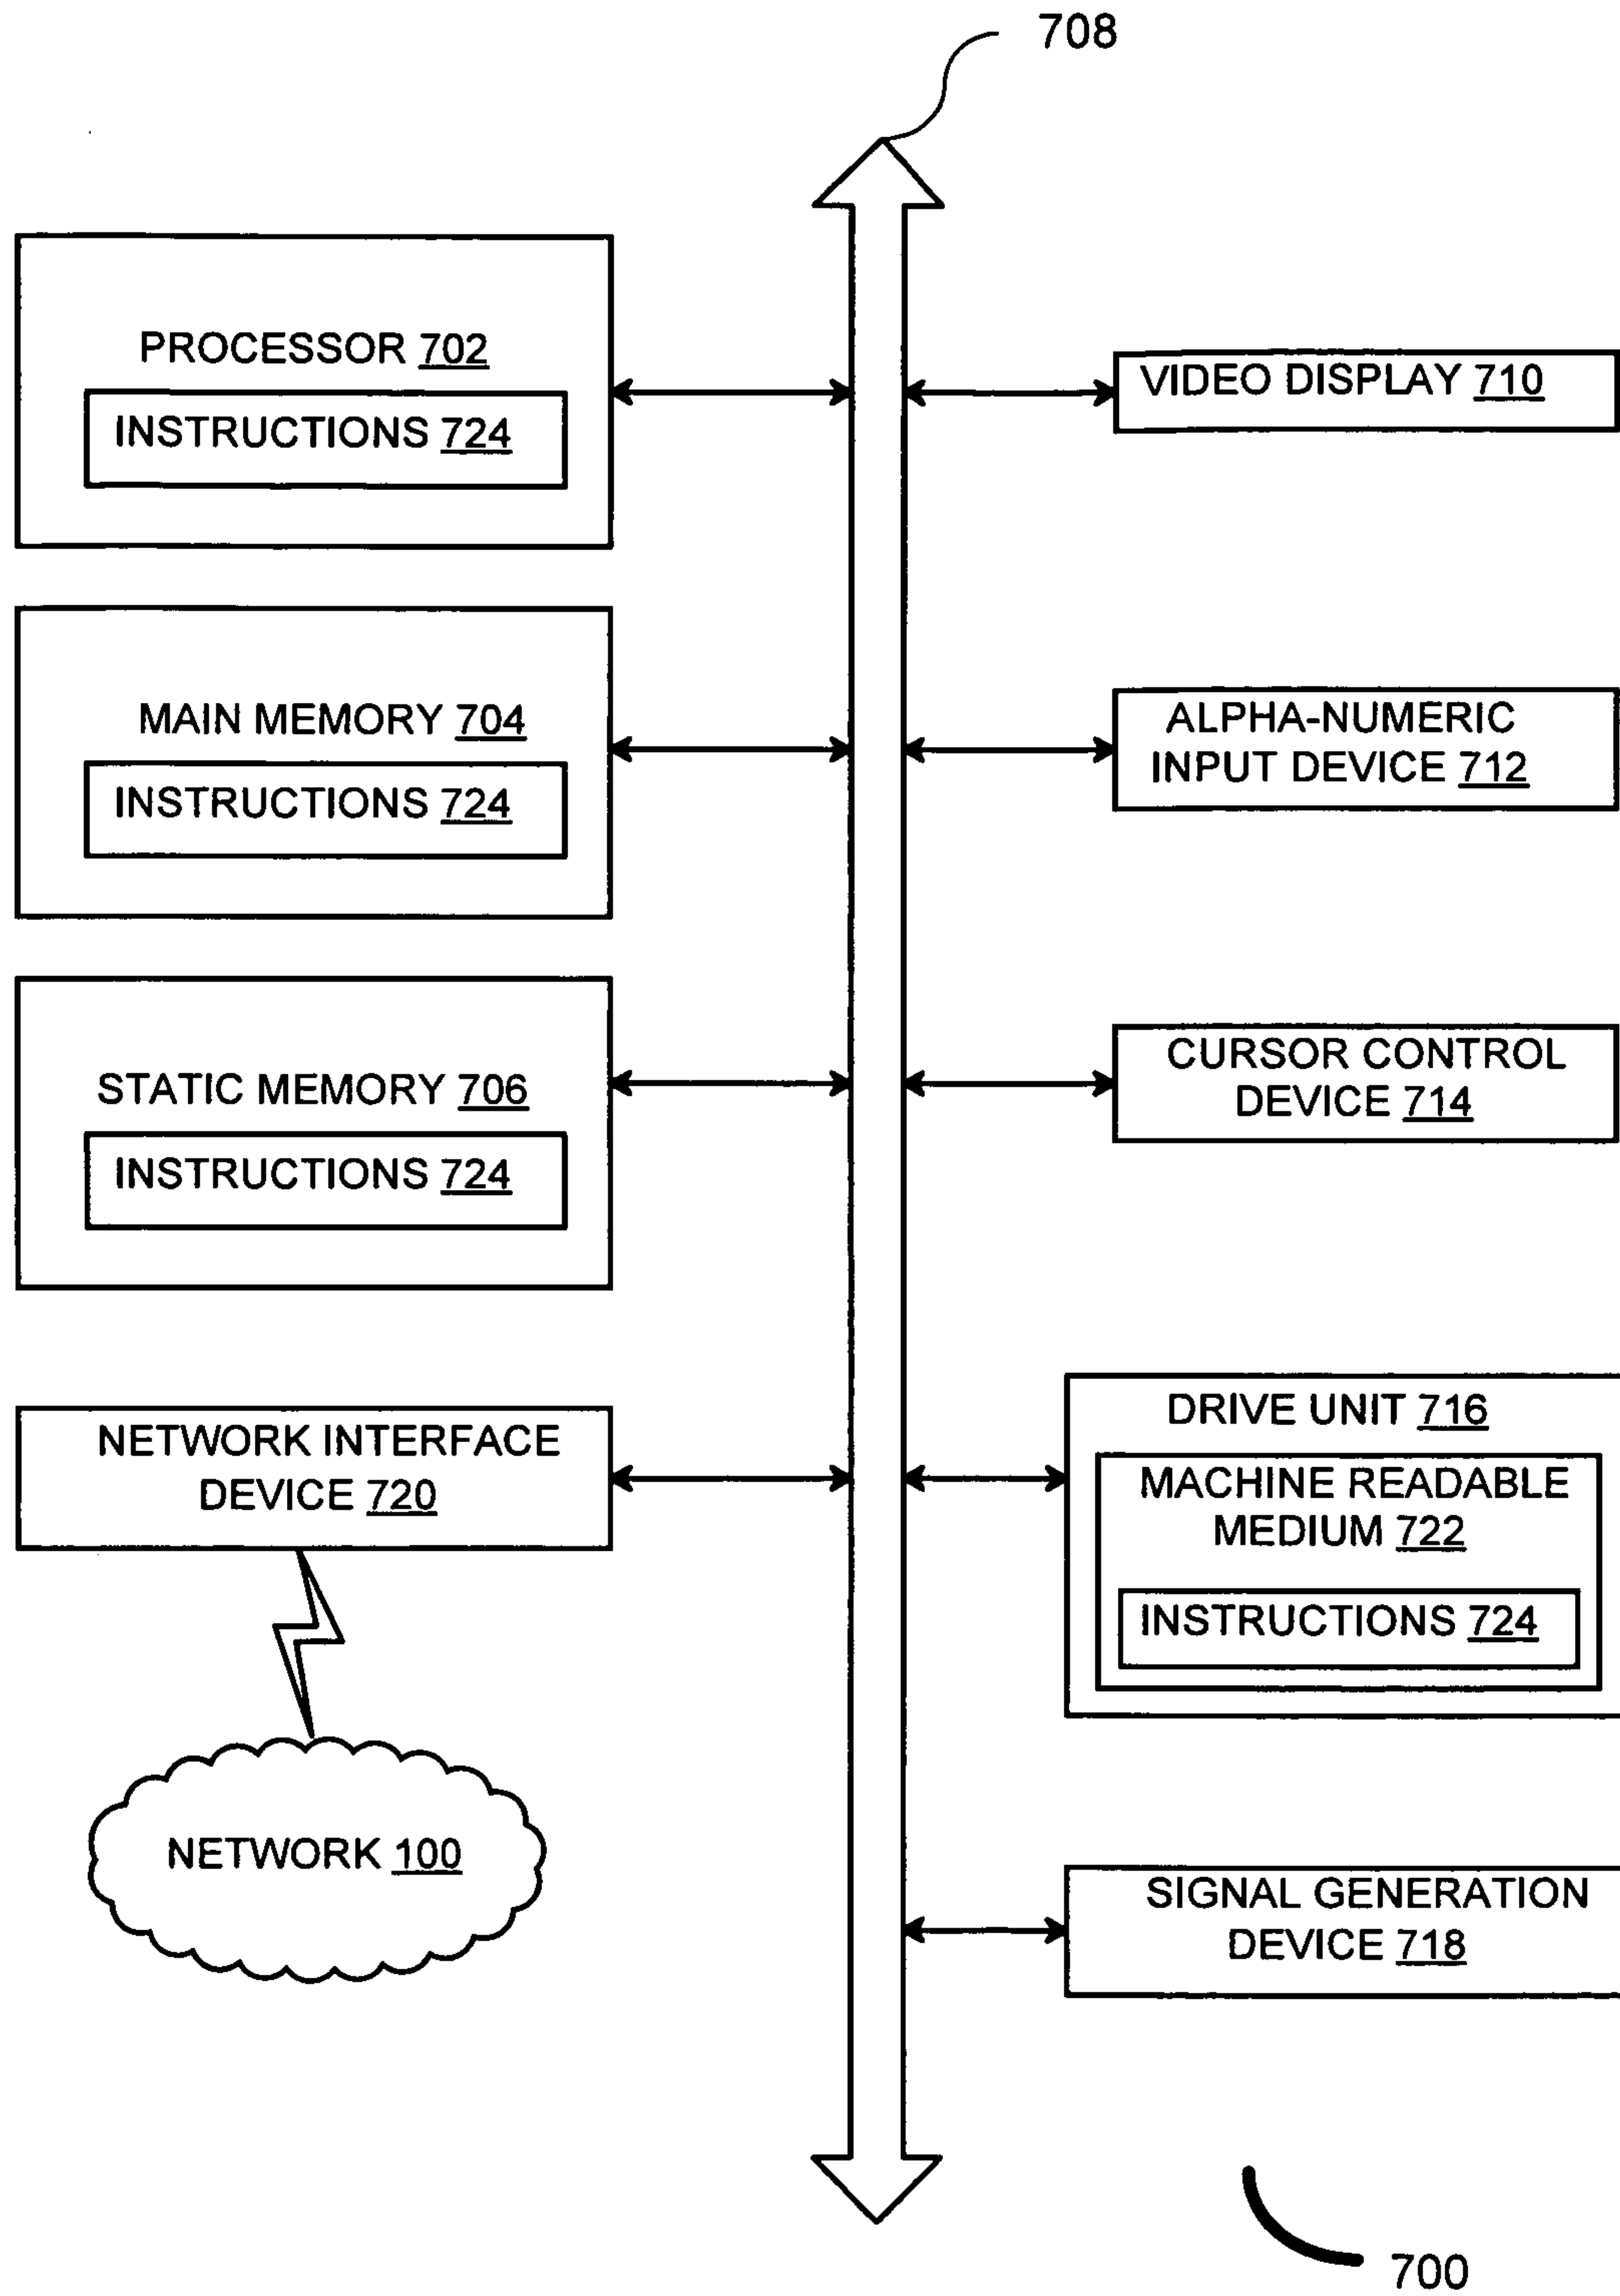 708
PROCESSOR 702
INSTRUCTIONS 724
MAIN MEMORY 704
INSTRUCTIONS 724
STATIC MEMORY 706
INSTRUCTIONS 724
NETWORK INTERFACE
DEVICE 720
NETWORK 100
VIDEO DISPLAY 710
ALPHA-NUMERIC
INPUT DEVICE 712
CURSOR CONTROL
DEVICE 714
DRIVE UNIT 716
MACHINE READABLE
MEDIUM 722
INSTRUCTIONS 724
SIGNAL GENERATION
DEVICE 718
700